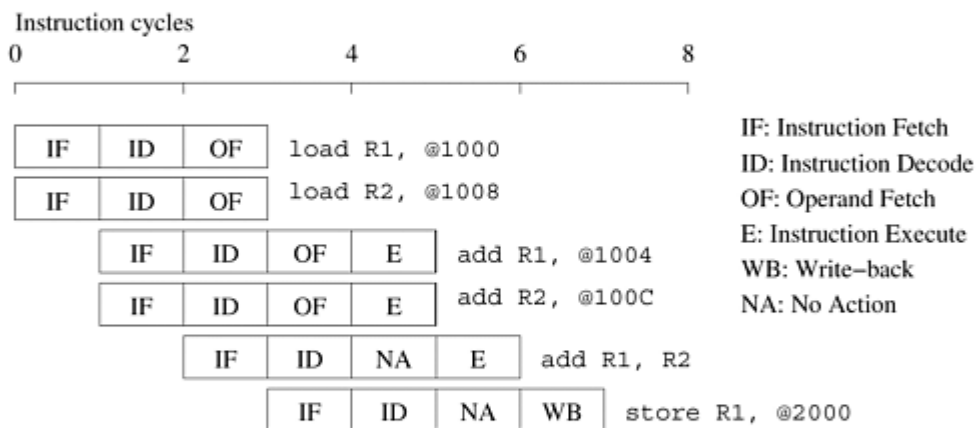 Instruction cycles
0 2 4 6 8
IF ID OF load R1, @1000
IF ID OF load R2, @1008
IF ID OF E add R1, @1004
IF ID OF E add R2, @100C
IF ID NA E add R1, R2
IF ID NA WB store R1, @2000
IF: Instruction Fetch
ID: Instruction Decode
OF: Operand Fetch
E: Instruction Execute
WB: Write−back
NA: No Action